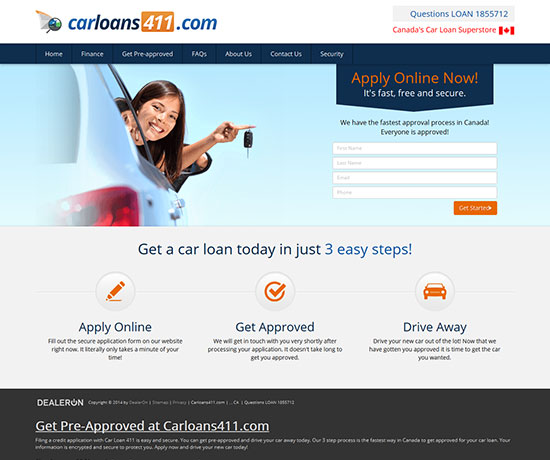 carloans411.com
Questions LOAN 1855712
Canada's Car Loan Superstore
Home Finance Get Pre-approved FAQs About Us Contact Us Security
Apply Online Now!
It's fast, free and secure.
We have the fastest approval process in Canada!
Everyone is approved!
First Name
Last Name
Email
Phone
Get Started
Get a car loan today in just 3 easy steps!
Apply Online
Fill out the secure application form on our website
right now. It literally only takes a minute of your
time!
Get Approved
We will get in touch with you very shortly after
processing your application. It doesn't take long to
get you approved.
Drive Away
Drive your new car out of the lot! Now that we
have gotten you approved it is time to get the car
you wanted.
DEALERON Copyright © 2014 by DealerOn | Sitemap | Privacy | Carloans411.com | , , CA | Questions LOAN 1855712
Get Pre-Approved at Carloans411.com
Filing a credit application with Car Loan 411 is easy and secure. You can get pre-approved and drive your car away today. Our 3 step process is the fastest way in Canada to get approved for your car loan. Your
information is encrypted and secure to protect you. Apply now and drive your new car today!